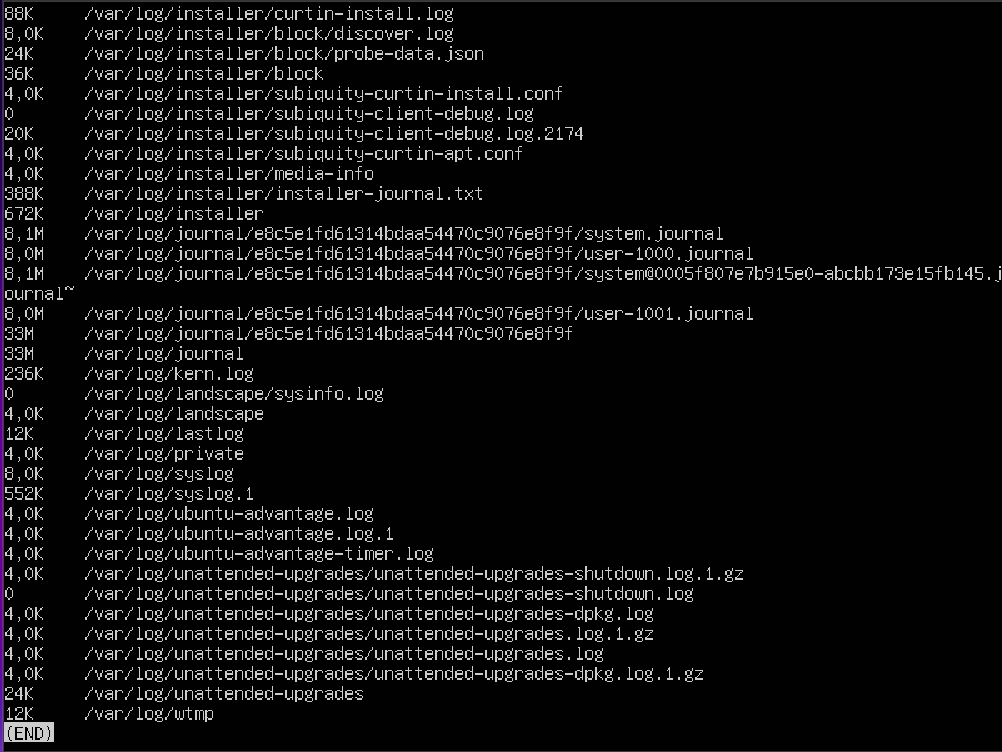 88K     /var/log/installer/curtin-install.log
8,0K    /var/log/installer/block/discover.log
24K     /var/log/installer/block/probe-data.json
36K     /var/log/installer/block
4,0K    /var/log/installer/subiquity-curtin-install.conf
0       /var/log/installer/subiquity-client-debug.log
20K     /var/log/installer/subiquity-client-debug.log.2174
4,0K    /var/log/installer/subiquity-curtin-apt.conf
4,0K    /var/log/installer/media-info
388K    /var/log/installer/installer-journal.txt
672K    /var/log/installer
8,1M    /var/log/journal/e8c5e1fd61314bdaa54470c9076e8f9f/system.journal
8,0M    /var/log/journal/e8c5e1fd61314bdaa54470c9076e8f9f/user-1000.journal
8,1M    /var/log/journal/e8c5e1fd61314bdaa54470c9076e8f9f/system@0005f807e7b915e0-abcbb173e15fb145.j
ournal~
8,0M    /var/log/journal/e8c5e1fd61314bdaa54470c9076e8f9f/user-1001.journal
33M     /var/log/journal/e8c5e1fd61314bdaa54470c9076e8f9f
33M     /var/log/journal
236K    /var/log/kern.log
0       /var/log/landscape/sysinfo.log
4,0K    /var/log/landscape
12K     /var/log/lastlog
4,0K    /var/log/private
8,0K    /var/log/syslog
552K    /var/log/syslog.1
4,0K    /var/log/ubuntu-advantage.log
4,0K    /var/log/ubuntu-advantage.log.1
4,0K    /var/log/ubuntu-advantage-timer.log
4,0K    /var/log/unattended-upgrades/unattended-upgrades-shutdown.log.1.gz
0       /var/log/unattended-upgrades/unattended-upgrades-shutdown.log
4,0K    /var/log/unattended-upgrades/unattended-upgrades-dpkg.log
4,0K    /var/log/unattended-upgrades/unattended-upgrades.log.1.gz
4,0K    /var/log/unattended-upgrades/unattended-upgrades.log
4,0K    /var/log/unattended-upgrades/unattended-upgrades-dpkg.log.1.gz
24K     /var/log/unattended-upgrades
12K     /var/log/wtmp
(END)